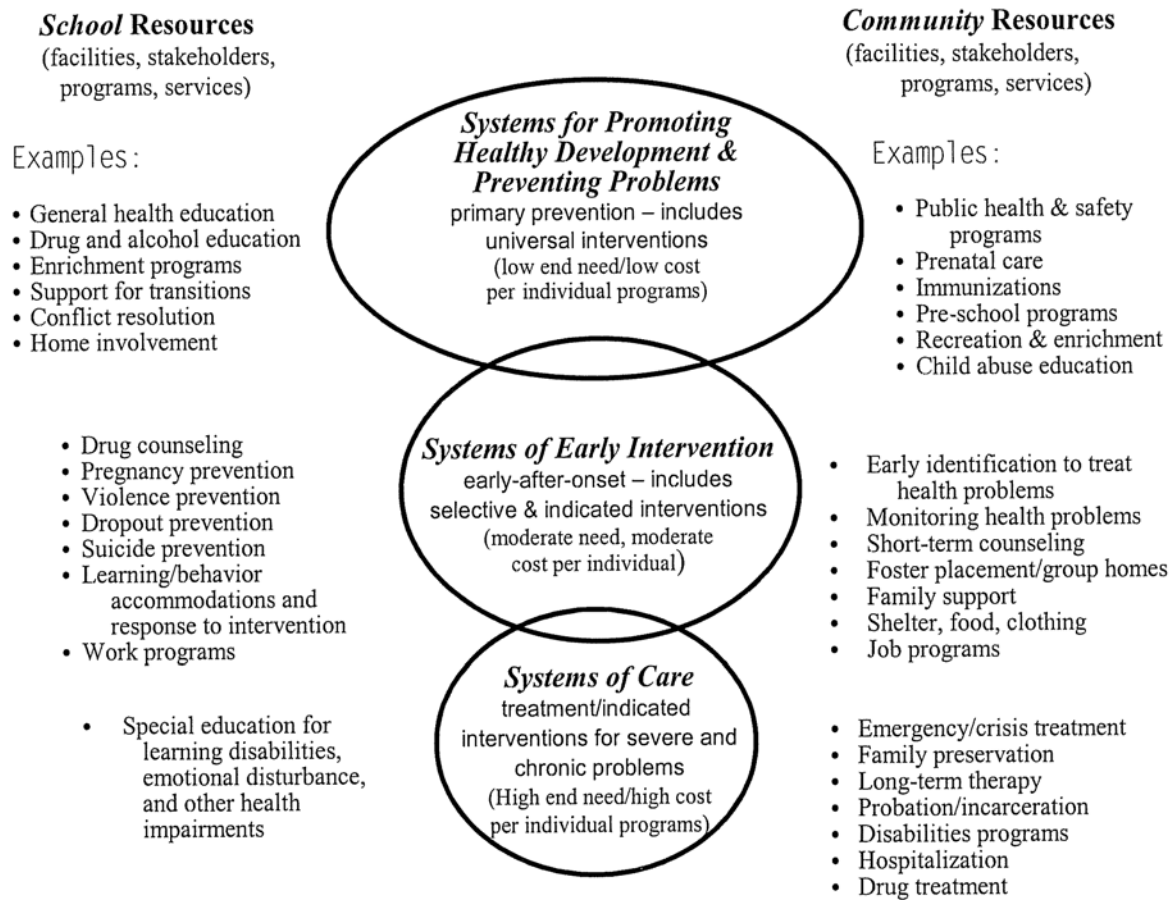 School Resources
(facilities, stakeholders,
programs, services)
Examples:
• General health education
• Drug and alcohol education
• Enrichment programs
• Support for transitions
• Conflict resolution
• Home involvement
• Drug counseling
• Pregnancy prevention
• Violence prevention
• Dropout prevention
• Suicide prevention
• Learning/behavior
accommodations and
response to intervention
• Work programs
• Special education for
learning disabilities,
emotional disturbance,
and other health
impairments
Systems for Promoting
Healthy Development &
Preventing Problems
primary prevention – includes
universal interventions
(low end need/low cost
per individual programs)
Systems of Early Intervention
early-after-onset – includes
selective & indicated interventions
(moderate need, moderate
cost per individual)
Systems of Care
treatment/indicated
interventions for severe and
chronic problems
(High end need/high cost
per individual programs)
Community Resources
(facilities, stakeholders,
programs, services)
Examples:
• Public health & safety
programs
• Prenatal care
• Immunizations
• Pre-school programs
• Recreation & enrichment
• Child abuse education
• Early identification to treat
health problems
• Monitoring health problems
• Short-term counseling
• Foster placement/group homes
• Family support
• Shelter, food, clothing
• Job programs
• Emergency/crisis treatment
• Family preservation
• Long-term therapy
• Probation/incarceration
• Disabilities programs
• Hospitalization
• Drug treatment